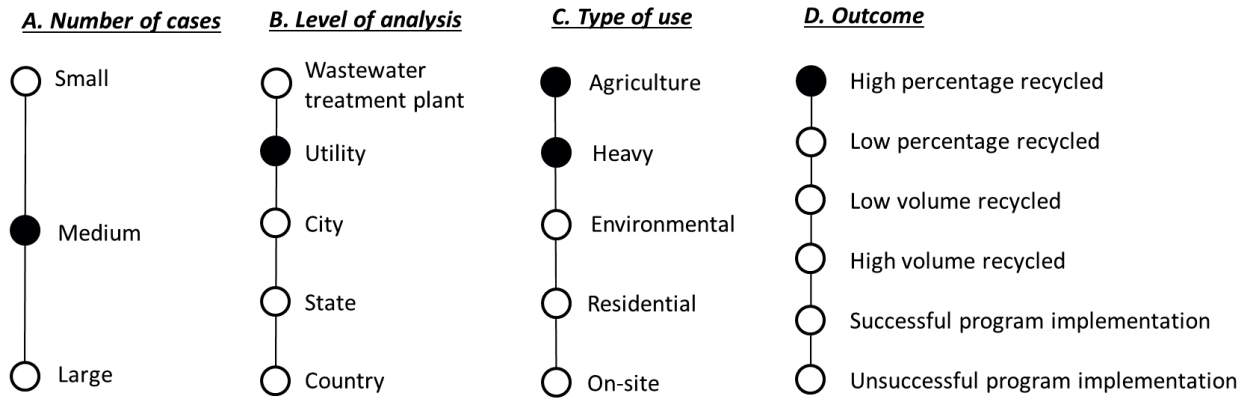 A. Number of cases
Small
Medium
Large
B. Level of analysis
Wastewater
treatment plant
Utility
City
State
Country
C. Type of use
Agriculture
Heavy
Environmental
Residential
On-site
D. Outcome
High percentage recycled
Low percentage recycled
Low volume recycled
High volume recycled
Successful program implementation
Unsuccessful program implementation